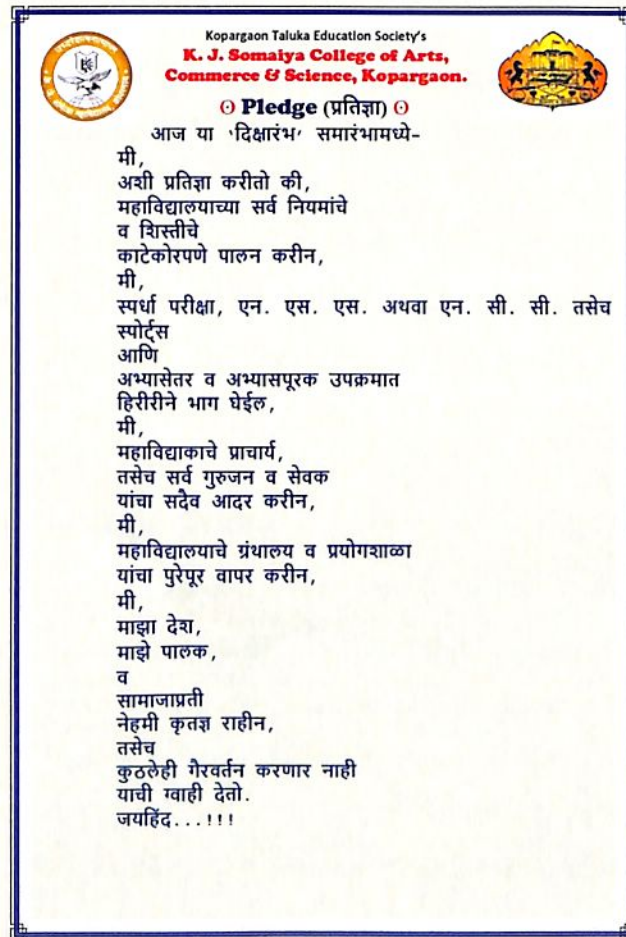 Kopargaon Taluka Education Society's
K. J. Somaiya College of Arts,
Commerce & Science, Kopargaon.
Pledge (प्रतिज्ञा)
आज या 'दिक्षारंभ' समारंभामध्ये-
मी,
अशी प्रतिज्ञा करीतो की,
महाविद्यालयाच्या सर्व नियमांचे
व शिस्तीचे
काटेकोरपणे पालन करीन,
मी,
स्पर्धा परीक्षा, एन. एस. एस. अथवा एन. सी. सी. तसेच
स्पोर्ट्स
आणि
अभ्यासेतर व अभ्यासपूरक उपक्रमात
हिरीरीने भाग घेईल,
मी,
महाविद्याकाचे प्राचार्य,
तसेच सर्व गुरुजन व सेवक
यांचा सदैव आदर करीन,
मी,
महाविद्यालयाचे ग्रंथालय व प्रयोगशाळा
यांचा पुरेपूर वापर करीन,
मी,
माझा देश,
माझे पालक,
व
सामाजाप्रती
नेहमी कृतज्ञ राहीन,
तसेच
कुठलेही गैरवर्तन करणार नाही
याची ग्वाही देतो.
जयहिंद...!!!